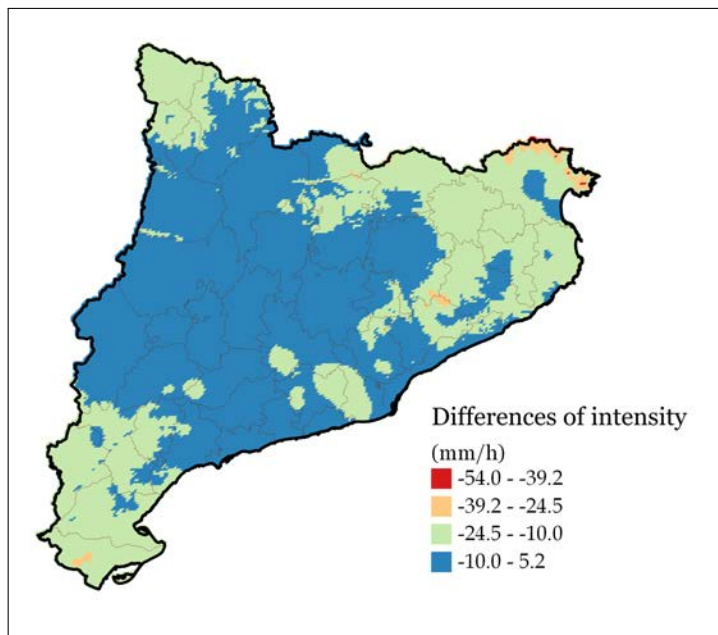 Differences of intensity
(mm/h)
-54.0 - -39.2
-39.2 - -24.5
-24.5 - -10.0
-10.0 - 5.2